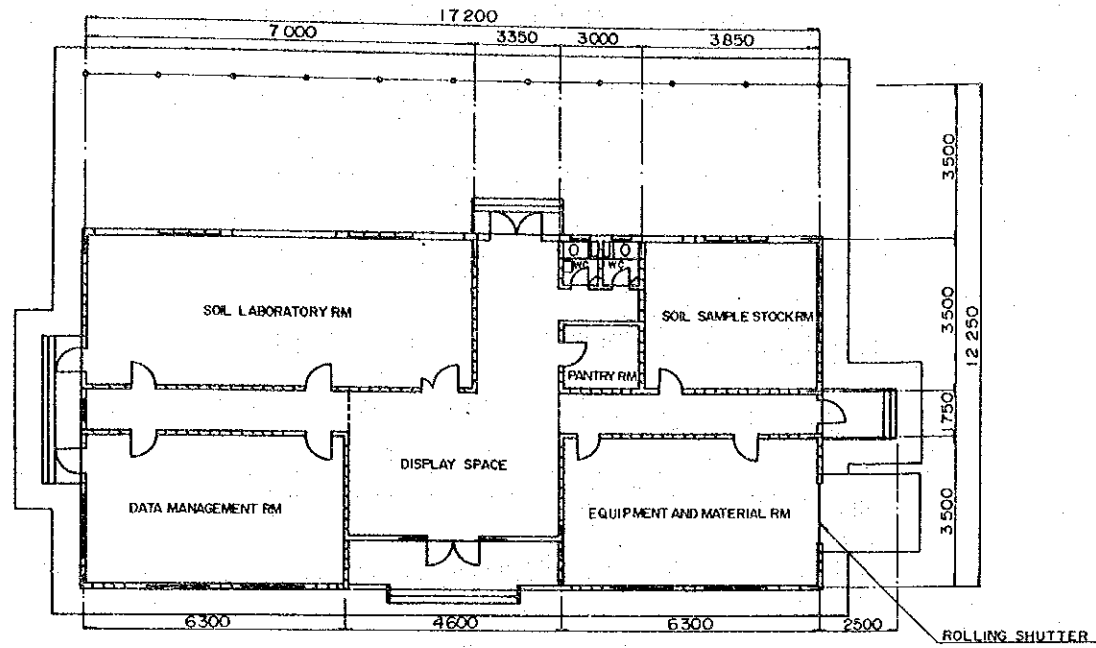 17200
7000 3350 3000 3850
3500
WC WC
SOIL LABORATORY RM
SOIL SAMPLE STOCK RM
3500
12250
PANTRY RM
1750
DISPLAY SPACE
DATA MANAGEMENT RM
EQUIPMENT AND MATERIAL RM
3500
6300 4600 6300 2500
ROLLING SHUTTER